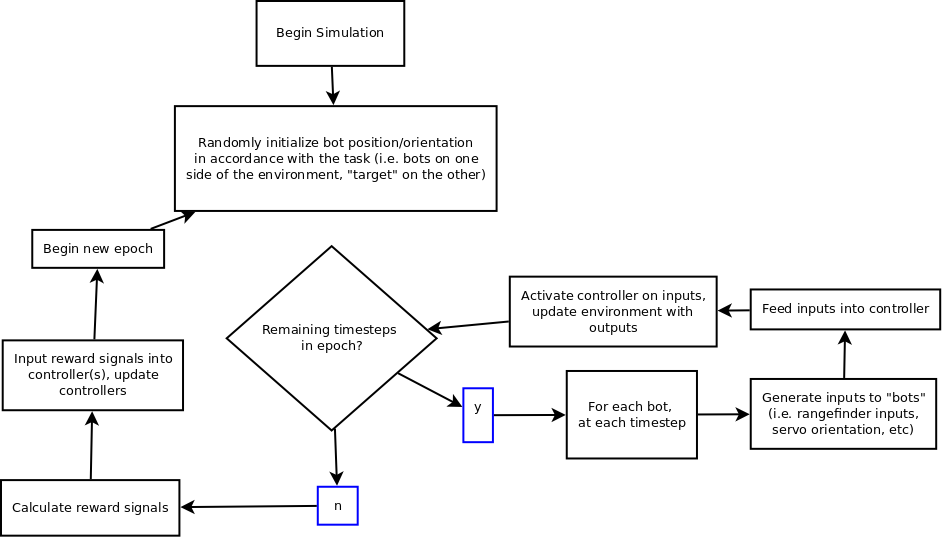 Begin Simulation
Randomly initialize bot position/orientation
in accordance with the task (i.e. bots on one
side of the environment, "target" on the other)
Begin new epoch
Remaining timesteps
in epoch?
Activate controller on inputs,
update environment with
outputs
Feed inputs into controller
Input reward signals into
controller(s), update
controllers
y
For each bot,
at each timestep
Generate inputs to "bots"
(i.e. rangefinder inputs,
servo orientation, etc)
Calculate reward signals
n